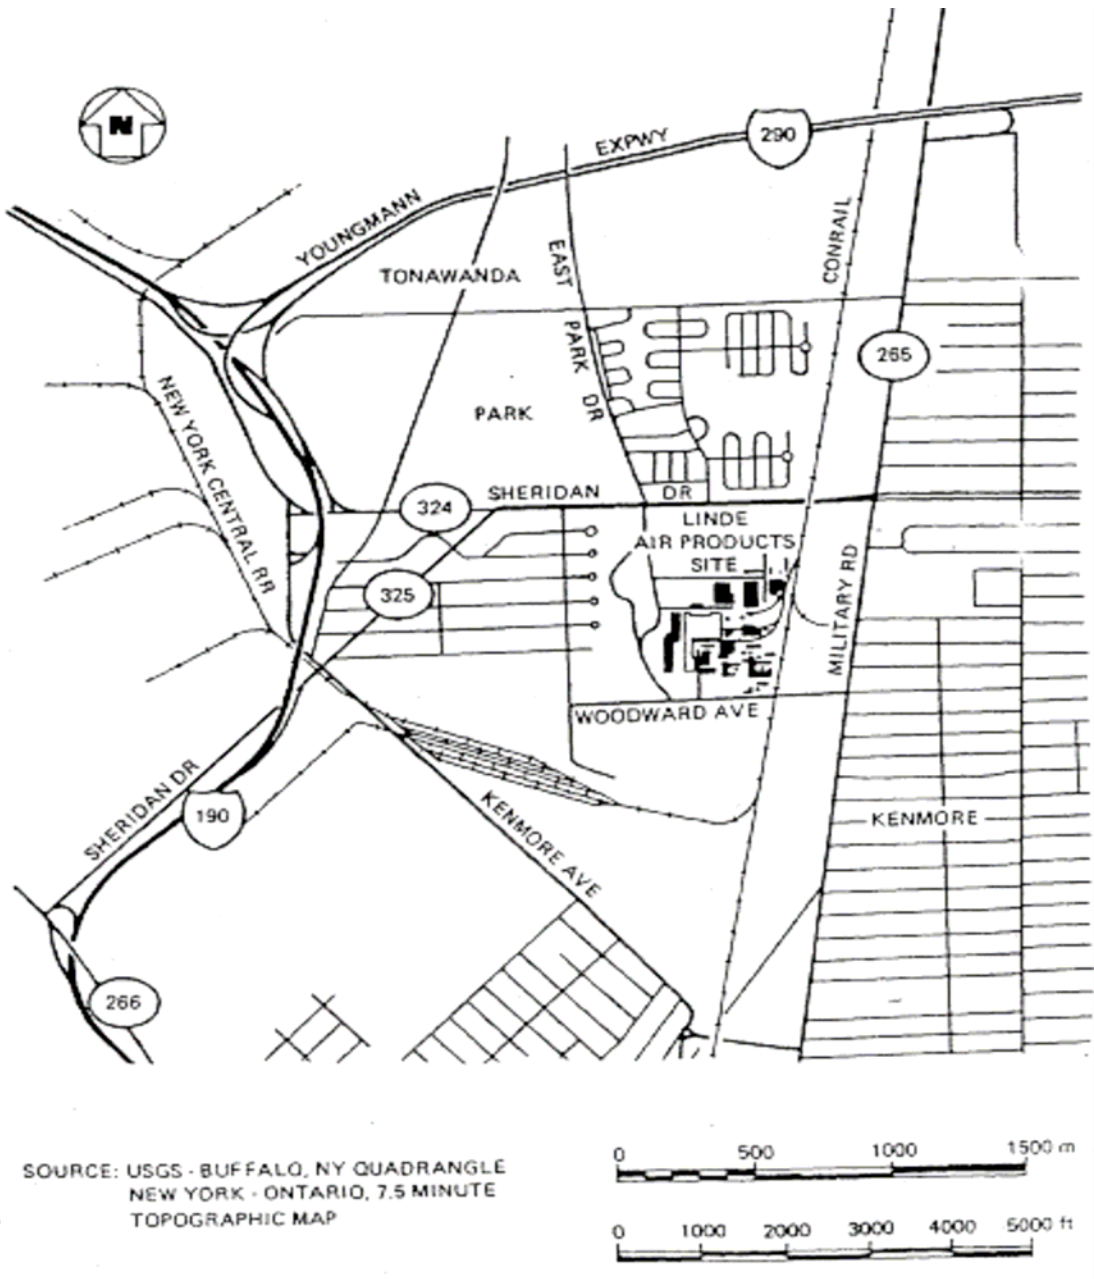 N
EXPWY
290
YOUNGMANN
TONAWANDA
EAST
PARK
DR
CONRAIL
265
NEW YORK CENTRAL RR
PARK
324
SHERIDAN DR
LINDE
AIR PRODUCTS
SITE
325
MILITARY RD
WOODWARD AVE
SHERIDAN DR
190
KENMORE AVE
KENMORE
266
SOURCE: USGS - BUFFALO, NY QUADRANGLE
NEW YORK - ONTARIO, 7.5 MINUTE
TOPOGRAPHIC MAP
0 500 1000 1500 m
0 1000 2000 3000 4000 5000 ft